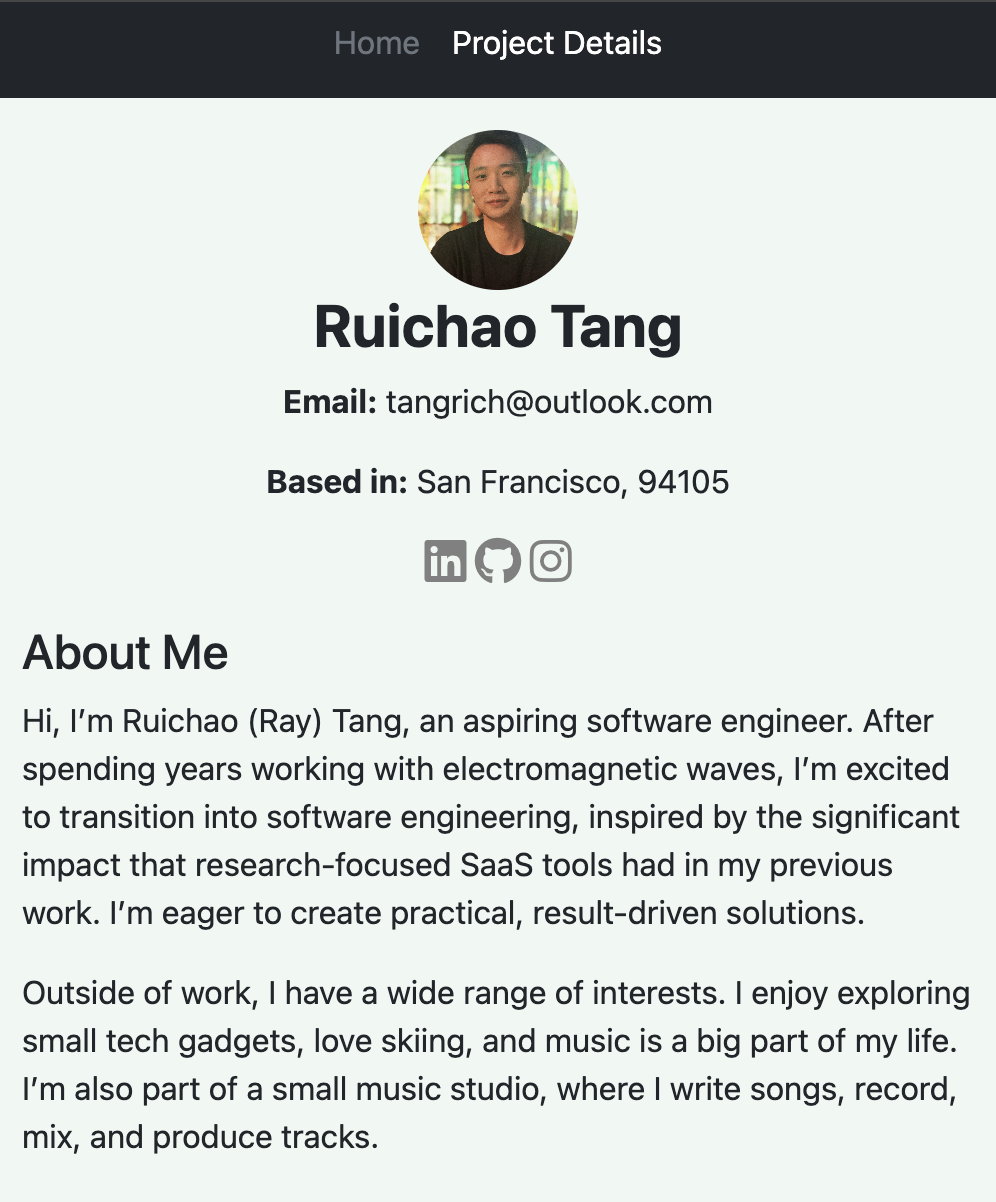 Home Project Details
Ruichao Tang
Email: tangrich@outlook.com
Based in: San Francisco, 94105
in
About Me
Hi, I’m Ruichao (Ray) Tang, an aspiring software engineer. After
spending years working with electromagnetic waves, I’m excited
to transition into software engineering, inspired by the significant
impact that research-focused SaaS tools had in my previous
work. I’m eager to create practical, result-driven solutions.
Outside of work, I have a wide range of interests. I enjoy exploring
small tech gadgets, love skiing, and music is a big part of my life.
I’m also part of a small music studio, where I write songs, record,
mix, and produce tracks.